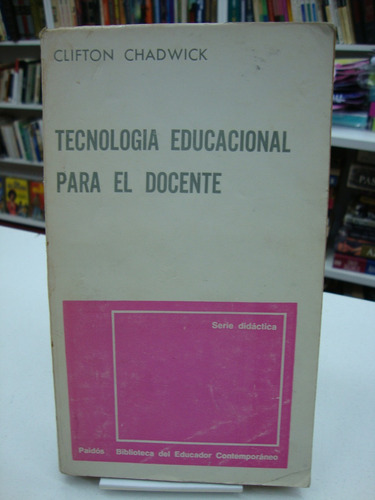 CLIFTON CHADWICK
TECNOLOGIA EDUCACIONAL
PARA EL DOCENTE
Serie didáctica
Paidós Biblioteca del Educador Contemporáneo